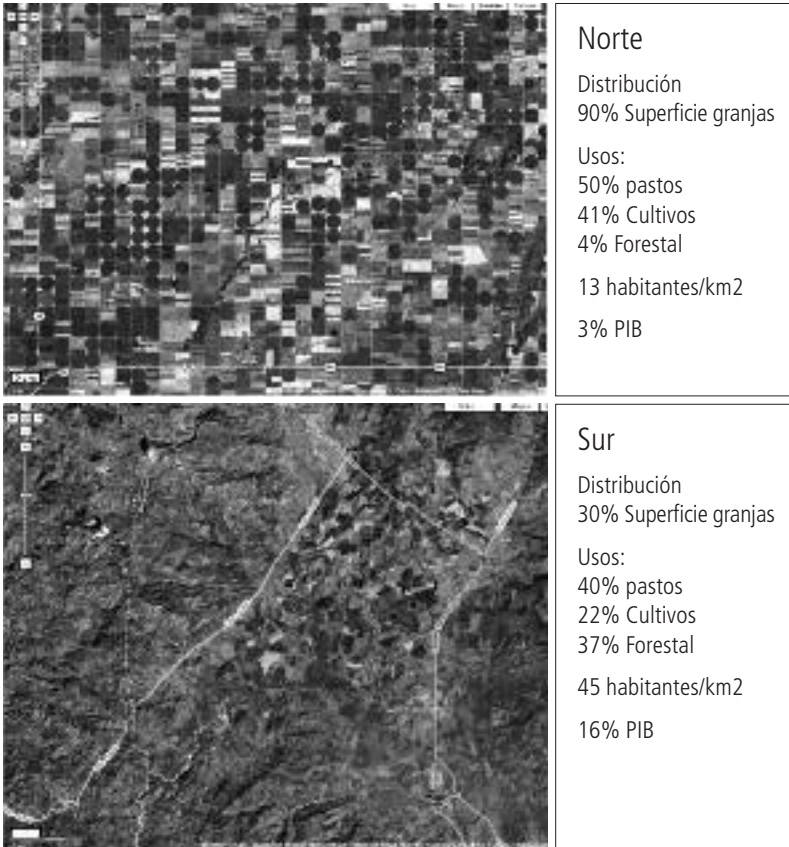 Norte
Distribución
90% Superficie granjas
Usos:
50% pastos
41% Cultivos
4% Forestal
13 habitantes/km2
3% PIB
Sur
Distribución
30% Superficie granjas
Usos:
40% pastos
22% Cultivos
37% Forestal
45 habitantes/km2
16% PIB